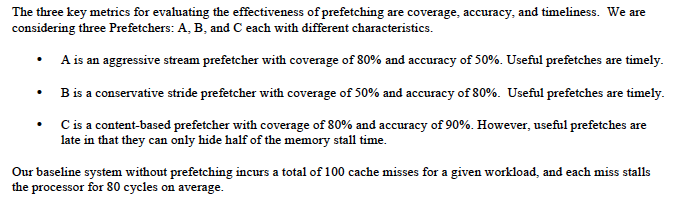 The three key metrics for evaluating the effectiveness of prefetching are coverage, accuracy, and timeliness. We are
considering three Prefetchers: A, B, and C each with different characteristics.
• A is an aggressive stream prefetcher with coverage of 80% and accuracy of 50%. Useful prefetches are timely.
• B is a conservative stride prefetcher with coverage of 50% and accuracy of 80%. Useful prefetches are timely.
• C is a content-based prefetcher with coverage of 80% and accuracy of 90%. However, useful prefetches are
late in that they can only hide half of the memory stall time.
Our baseline system without prefetching incurs a total of 100 cache misses for a given workload, and each miss stalls
the processor for 80 cycles on average.